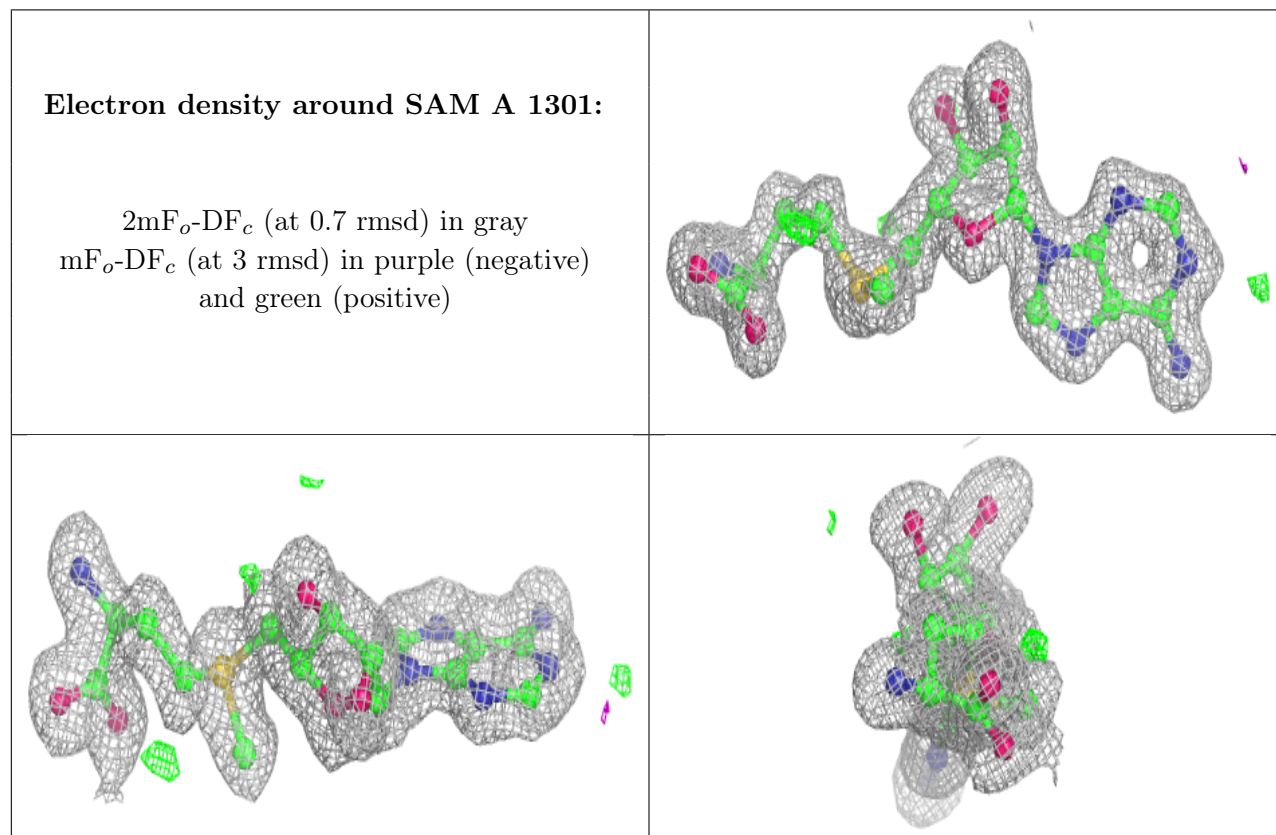 Electron density around SAM A 1301:
2mFo-DFc (at 0.7 rmsd) in gray
mFo-DFc (at 3 rmsd) in purple (negative)
and green (positive)